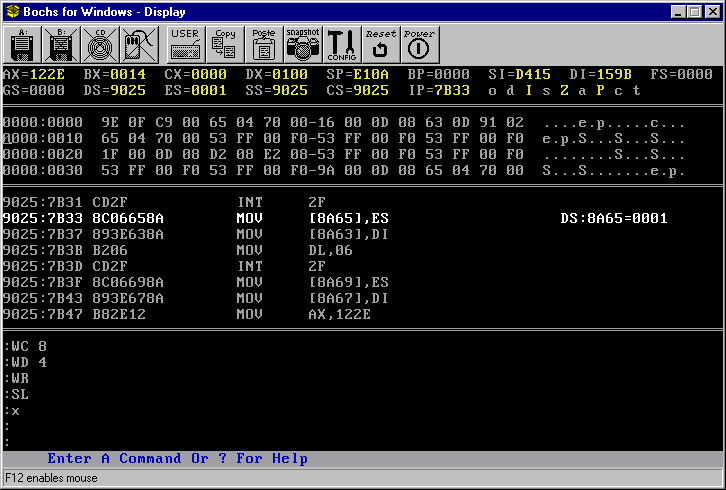 Bochs for Windows - Display
A: B: CD USER Copy Paste snapshot CONFIG Reset Power
AX=122E BX=0014 CX=0000 DX=0100 SP=E10A BP=0000 SI=D415 DI=159B FS=0000
GS=0000 DS=9025 ES=0001 SS=9025 CS=9025 IP=7B33 o d I s Z a P c t
0000:0000 9E 0F C9 00 65 04 70 00-16 00 0D 08 63 0D 91 02 ....e.p.....c...
0000:0010 65 04 70 00 53 FF 00 F0-53 FF 00 F0 53 FF 00 F0 e.p.S...S...S...
0000:0020 1F 00 0D 08 D2 08 E2 08-53 FF 00 F0 53 FF 00 F0 ........S...S...
0000:0030 53 FF 00 F0 53 FF 00 F0-9A 00 0D 08 65 04 70 00 S...S.......e.p.
9025:7B31 CD2F INT 2F
9025:7B33 8C06658A MOV [8A65],ES DS:8A65=0001
9025:7B37 893E638A MOV [8A63],DI
9025:7B3B B206 MOV DL,06
9025:7B3D CD2F INT 2F
9025:7B3F 8C06698A MOV [8A69],ES
9025:7B43 893E678A MOV [8A67],DI
9025:7B47 B82E12 MOV AX,122E
:WC 8
:WD 4
:WR
:SL
:x
:
:
Enter A Command Or ? For Help
F12 enables mouse